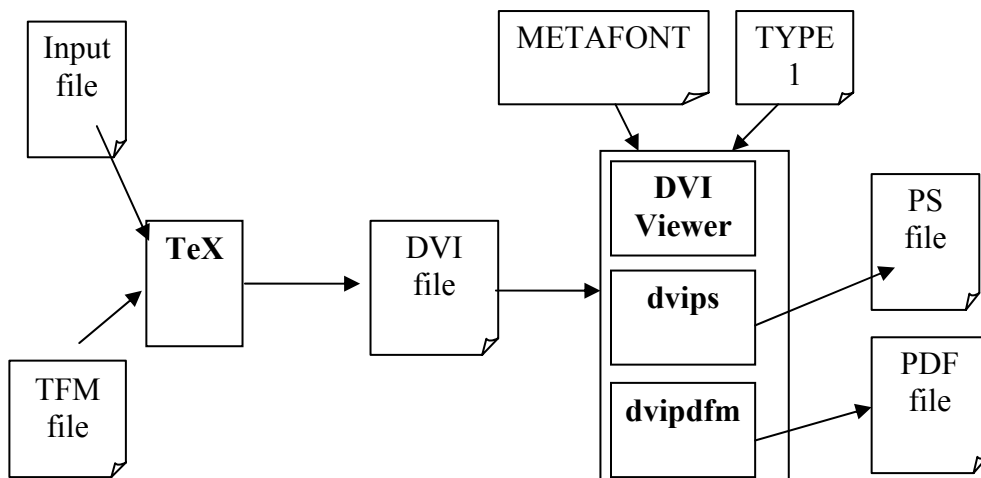 Input
file
METAFONT
TYPE
1
TeX
DVI
file
DVI
Viewer
dvips
dvipdfm
PS
file
TFM
file
PDF
file